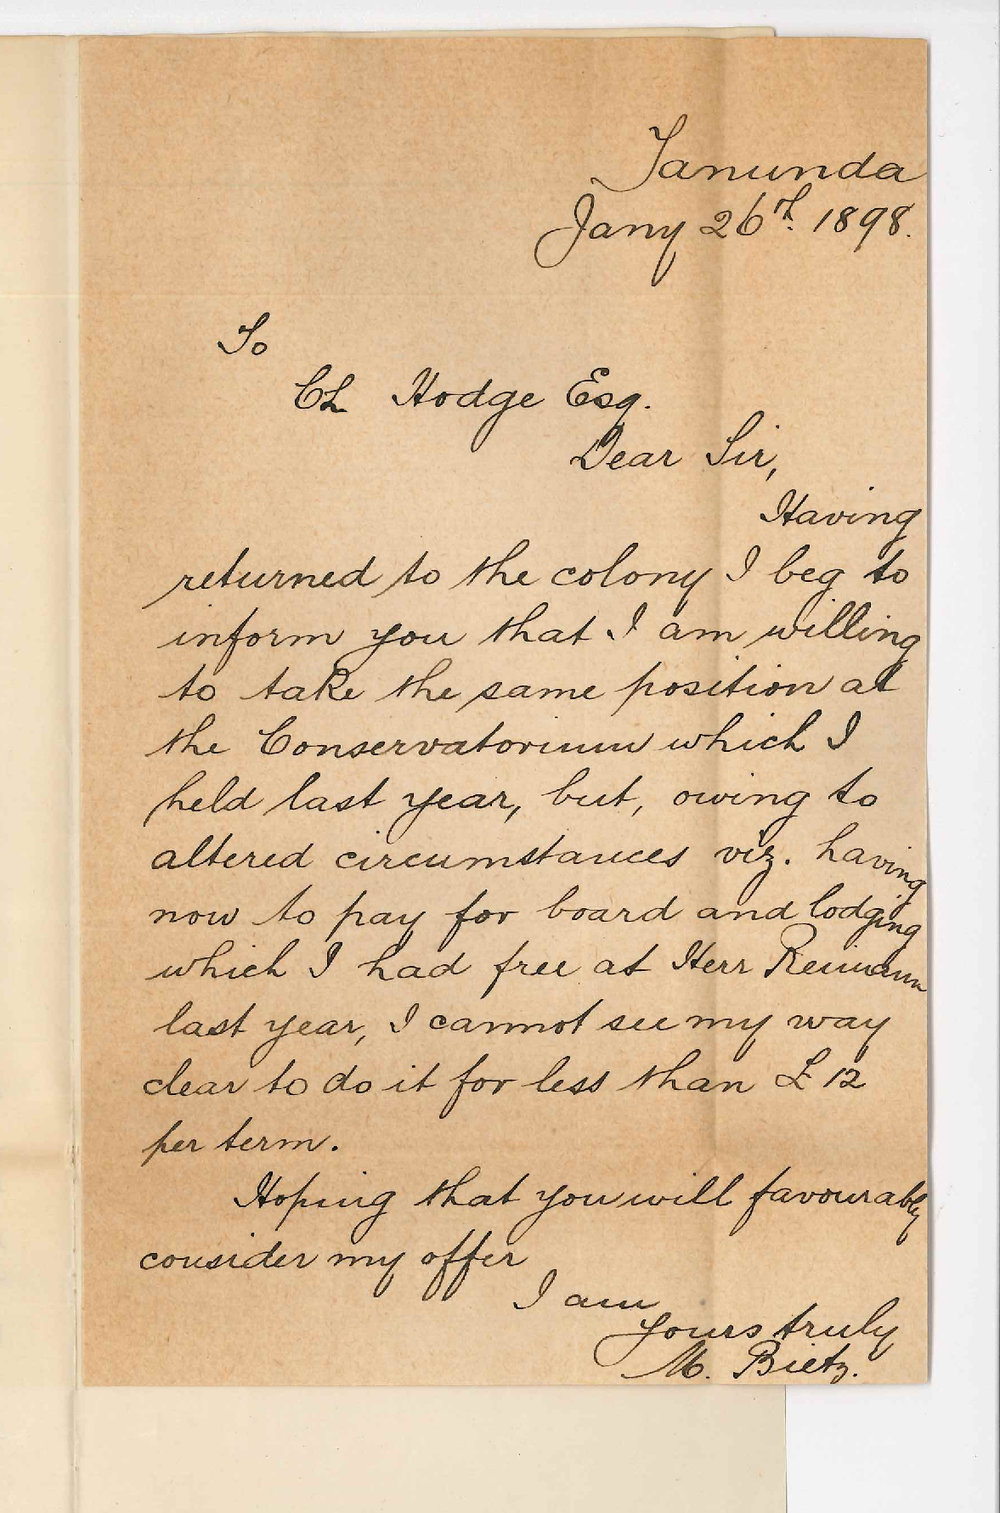 Tanunda
Jany 26th. 1898.
To
Ch Hodge Esq.
Dear Sir,
Having
returned to the colony I beg to
inform you that I am willing
to take the same position at
the Conservatorium which I
held last year, but, owing to
altered circumstances viz. having
now to pay for board and lodging
which I had free at Herr Reimann
last year, I cannot see my way
clear to do it for less than £12
per term.
Hoping that you will favourably
consider my offer
I am
yours truly
M. Bietz.